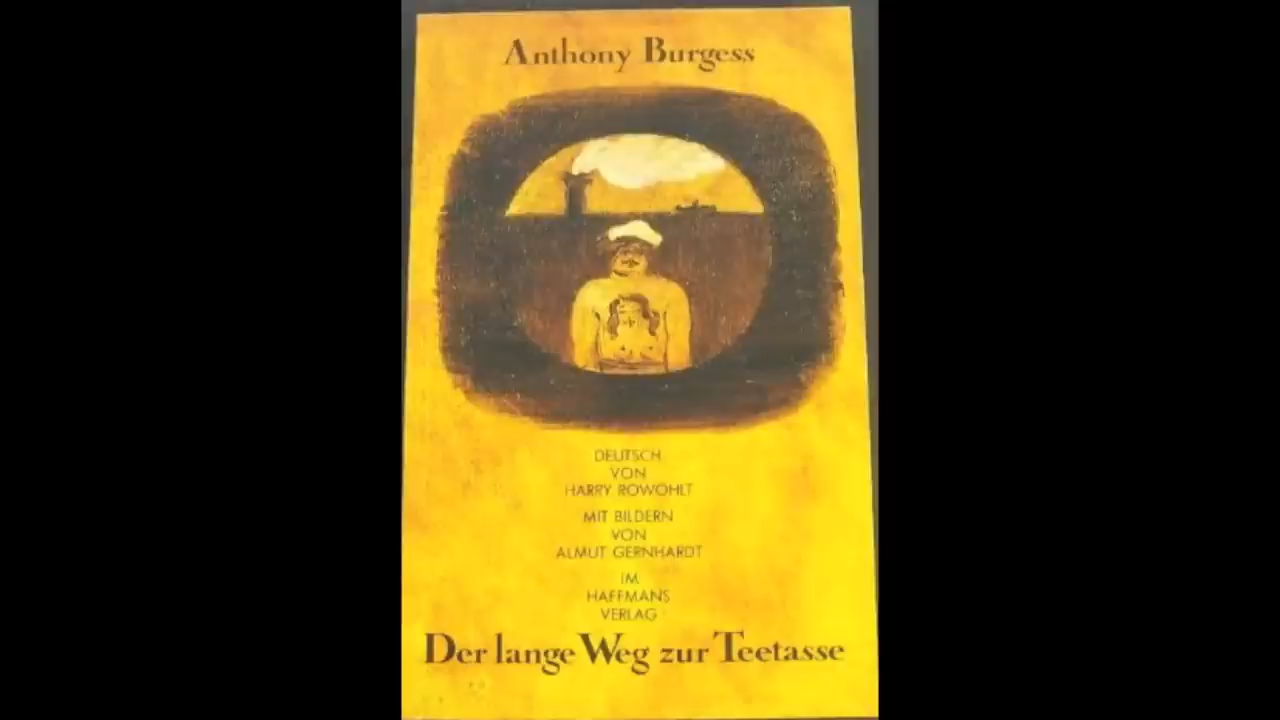 Anthony Burgess
DEUTSCH
VON
HARRY ROWOHLT
MIT BILDERN
VON
ALMUT GERNHARDT
IM
HAFFMANS
VERLAG
Der lange Weg zur Teetasse